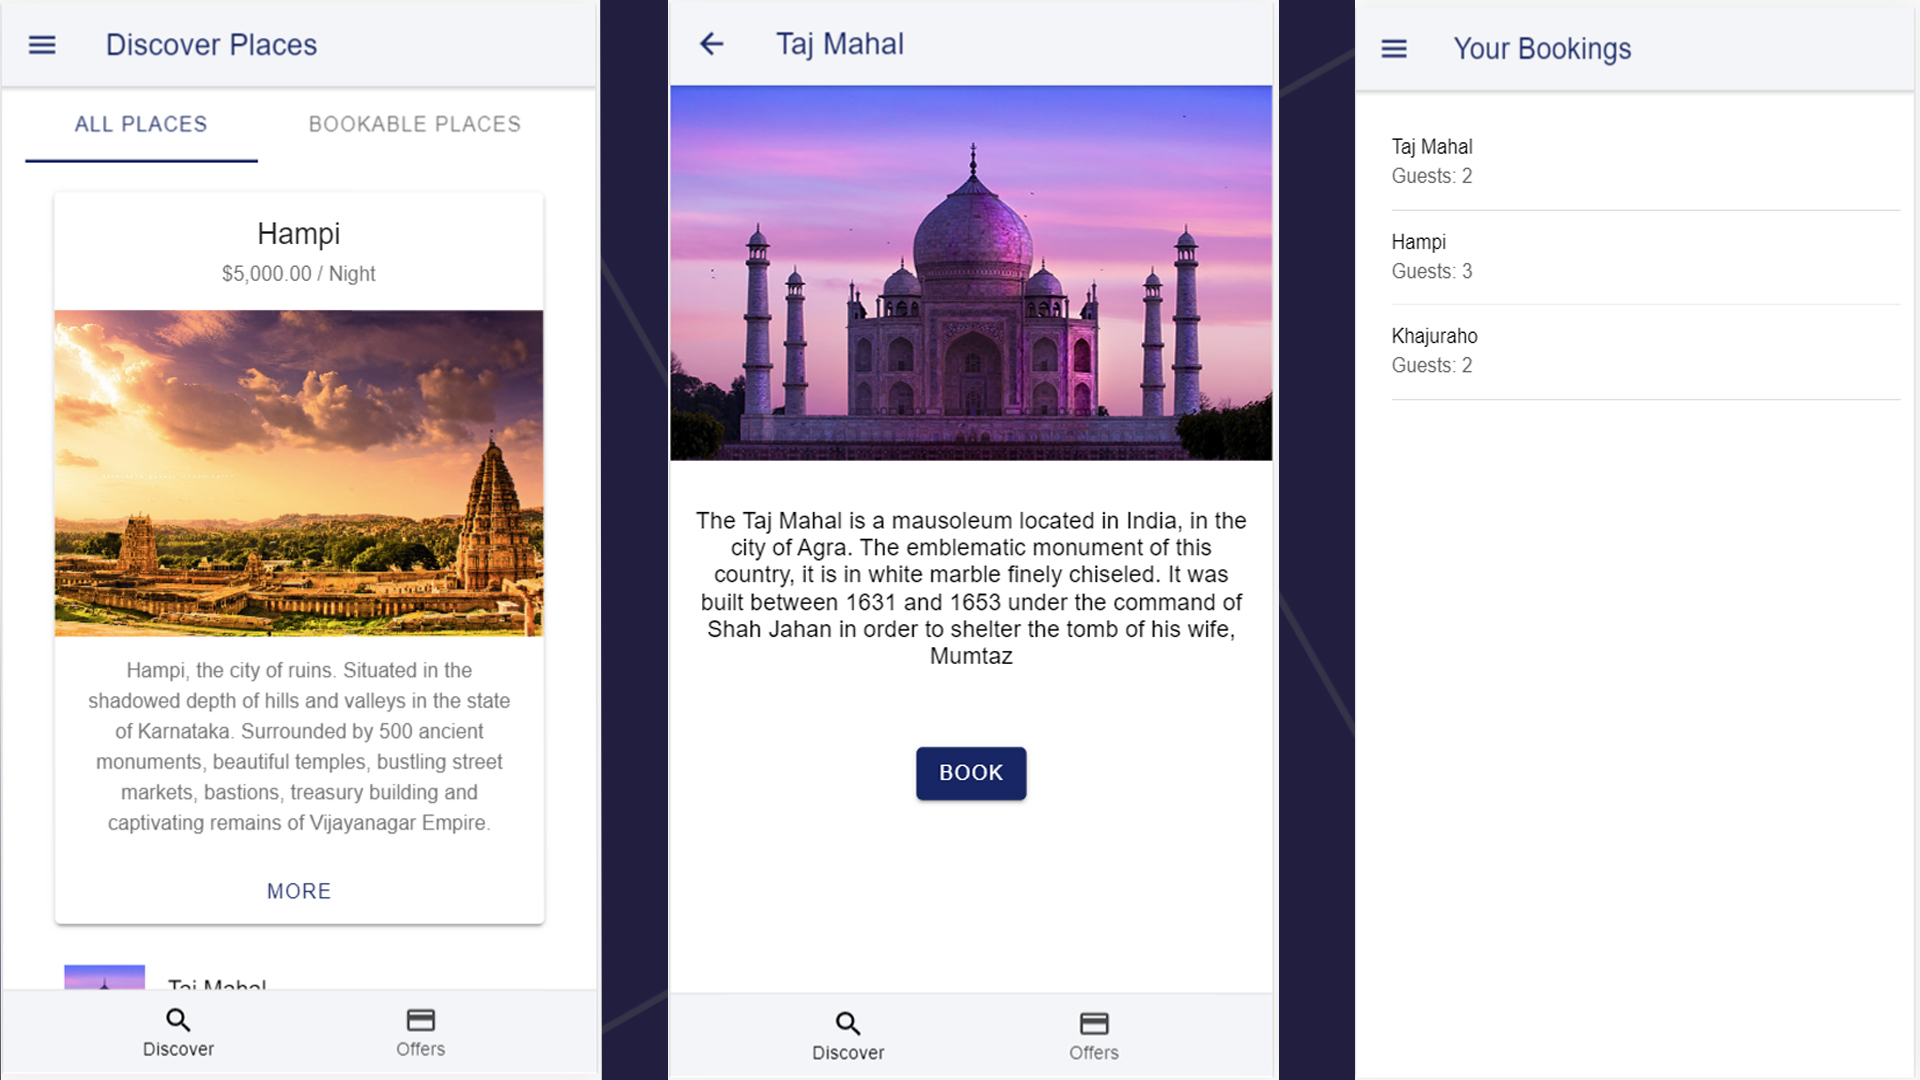 Discover Places
ALL PLACES
BOOKABLE PLACES
Hampi
$5,000.00 / Night
Hampi, the city of ruins. Situated in the
shadowed depth of hills and valleys in the state
of Karnataka. Surrounded by 500 ancient
monuments, beautiful temples, bustling street
markets, bastions, treasury building and
captivating remains of Vijayanagar Empire.
MORE
Taj Mahal
Discover
Offers
Taj Mahal
The Taj Mahal is a mausoleum located in India, in the
city of Agra. The emblematic monument of this
country, it is in white marble finely chiseled. It was
built between 1631 and 1653 under the command of
Shah Jahan in order to shelter the tomb of his wife,
Mumtaz
BOOK
Discover
Offers
Your Bookings
Taj Mahal
Guests: 2
Hampi
Guests: 3
Khajuraho
Guests: 2